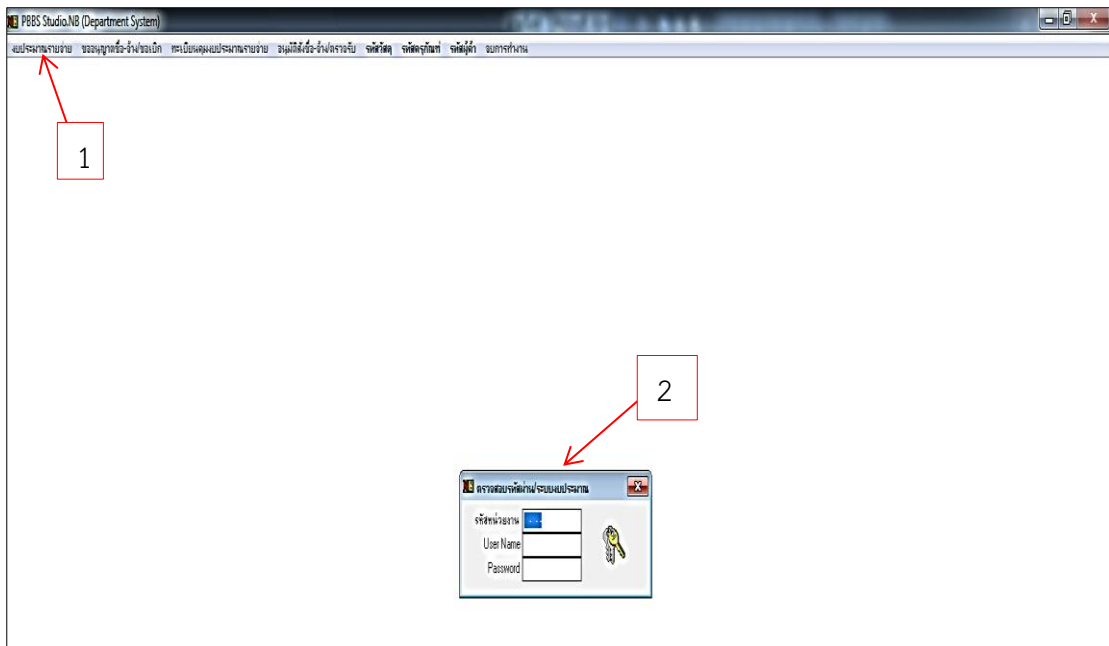 PBBS Studio.NB (Department System)
งบประมาณรายจ่าย ขออนุญาตซื้อ-จ้าง/ขอเบิก ทะเบียนคุมงบประมาณรายจ่าย อนุมัติสั่งซื้อ-จ้าง/ตรวจรับ รหัสวัสดุ รหัสครุภัณฑ์ รหัสผู้ค้า จบการทำงาน
1
2
ตรวจสอบรหัสผ่าน/ระบบงบประมาณ
รหัสหน่วยงาน
User Name
Password